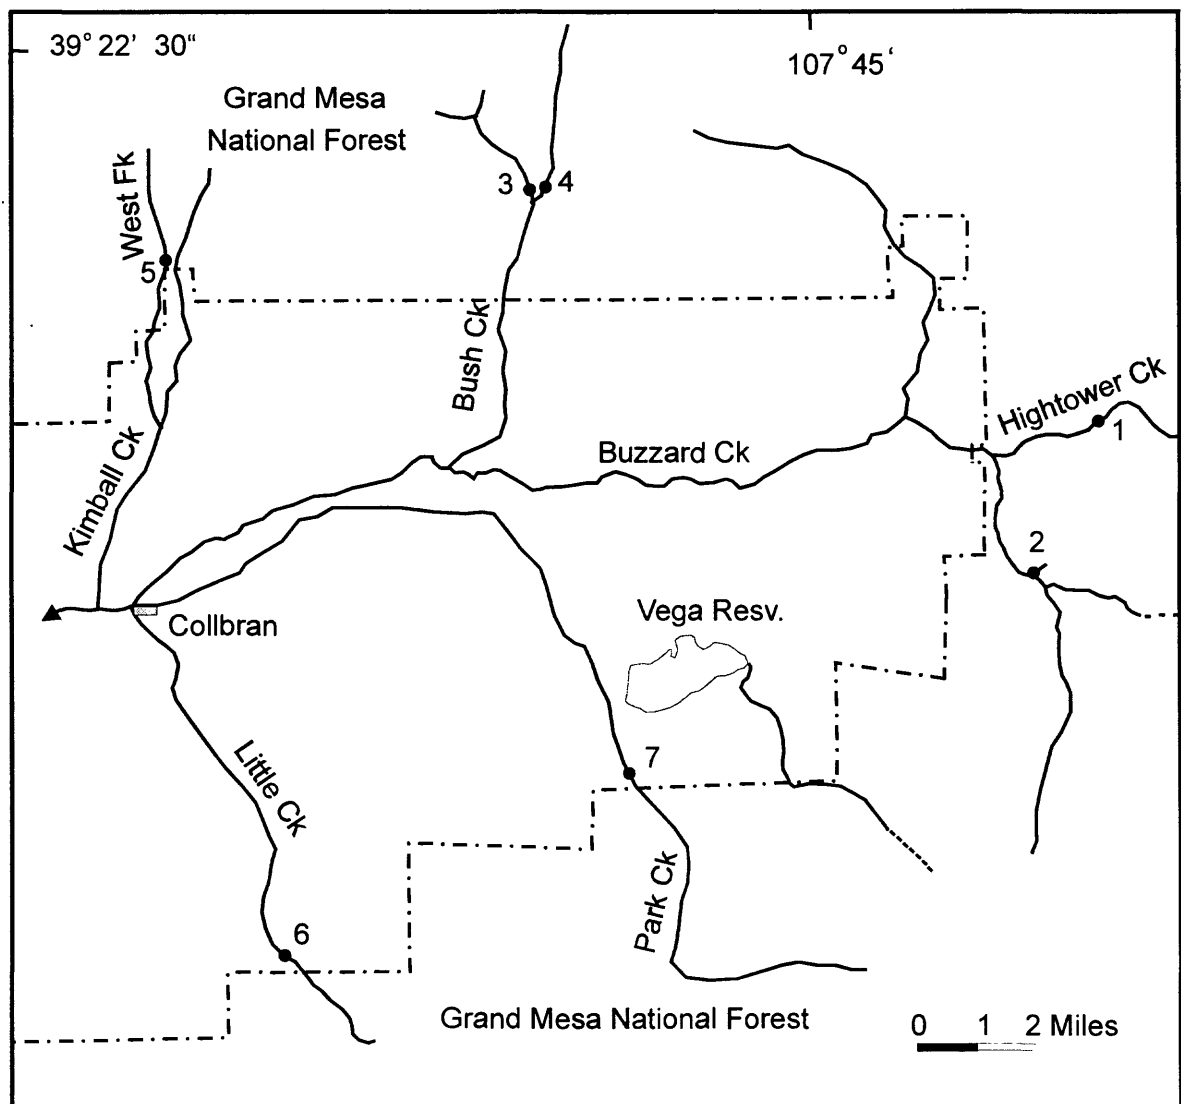 39° 22' 30"
107° 45'
Grand Mesa
National Forest
West Fk
3
4
5
Bush Ck
Hightower Ck
1
Buzzard Ck
Kimball Ck
2
Vega Resv.
Collbran
Little Ck
7
Park Ck
6
Grand Mesa National Forest
0 1 2 Miles